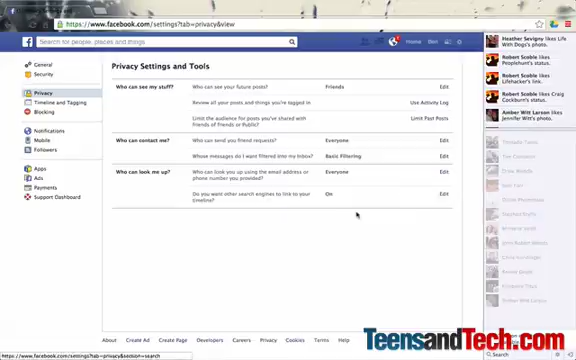 https://www.facebook.com/settings?tab=privacy&view
Search for people, places and things
Home
Ben
Heather Sevigny likes Life
With Dogs's photo.
Robert Scoble likes
Peoplehunt's status.
Robert Scoble likes
Lifehacker's link.
Robert Scoble likes Craig
Cockburn's status.
Amber Witt Larson likes
Jennifer Witt's photo.
General
Security
Privacy
Timeline and Tagging
Blocking
Notifications
Mobile
Followers
Apps
Ads
Payments
Support Dashboard
Privacy Settings and Tools
Who can see my stuff? Who can see your future posts? Friends Edit
Review all your posts and things you're tagged in Use Activity Log
Limit the audience for posts you've shared with Limit Past Posts
Friends of Friends or Public?
Who can contact me? Who can send you friend requests? Everyone Edit
Whose messages do I want filtered into my Inbox? Basic Filtering Edit
Who can look me up? Who can look you up using the email address or Everyone Edit
phone number you provided?
Do you want other search engines to link to your On Edit
timeline?
About Create Ad Create Page Developers Careers Privacy Cookies Terms Help
Search
TeensandTech.com
https://www.facebook.com/settings?tab=privacy&section=search